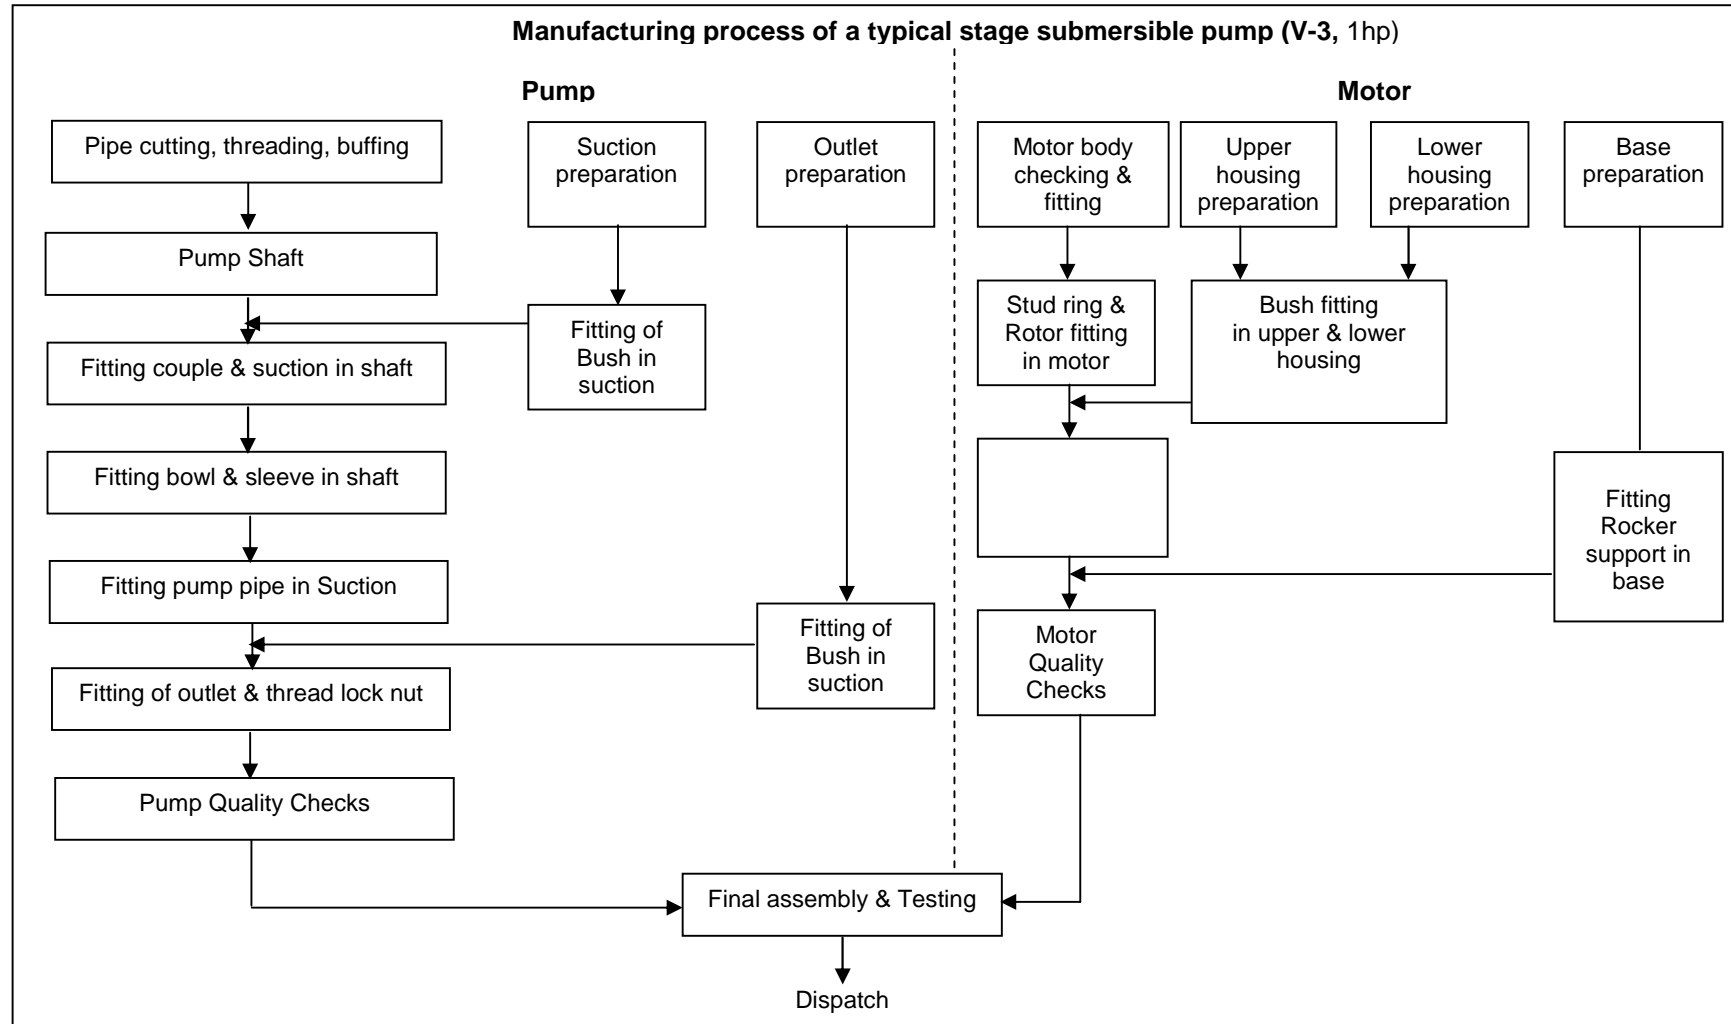 Manufacturing process of a typical stage submersible pump (V-3, 1hp)
Pump
Motor
Pipe cutting, threading, buffing
Suction
preparation
Outlet
preparation
Motor body
checking &
fitting
Upper
housing
preparation
Lower
housing
preparation
Base
preparation
Pump Shaft
Fitting of
Bush in
suction
Stud ring &
Rotor fitting
in motor
Bush fitting
in upper & lower
housing
Fitting couple & suction in shaft
Fitting bowl & sleeve in shaft
Fitting
Rocker
support in
base
Fitting pump pipe in Suction
Fitting of
Bush in
suction
Motor
Quality
Checks
Fitting of outlet & thread lock nut
Pump Quality Checks
Final assembly & Testing
Dispatch